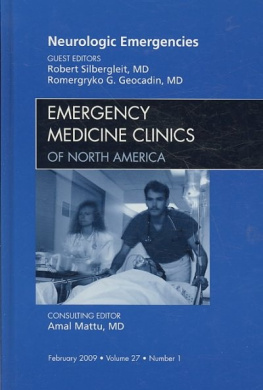 Neurologic Emergencies
GUEST EDITORS
Robert Silbergleit, MD
Romergryko G. Geocadin, MD
EMERGENCY
MEDICINE CLINICS
OF NORTH AMERICA
CONSULTING EDITOR
Amal Mattu, MD
February 2009 • Volume 27 • Number 1